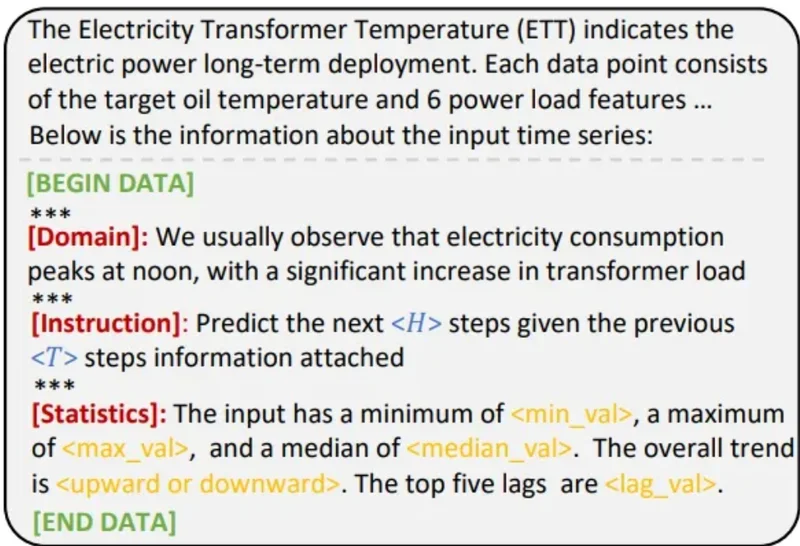 The Electricity Transformer Temperature (ETT) indicates the
electric power long-term deployment. Each data point consists
of the target oil temperature and 6 power load features ...
Below is the information about the input time series:
[BEGIN DATA]
***
[Domain]: We usually observe that electricity consumption
peaks at noon, with a significant increase in transformer load
***
[Instruction]: Predict the next <H> steps given the previous
<T> steps information attached
***
[Statistics]: The input has a minimum of <min_val>, a maximum
of <max_val>, and a median of <median_val>. The overall trend
is <upward or downward>. The top five lags are <lag_val>.
[END DATA]